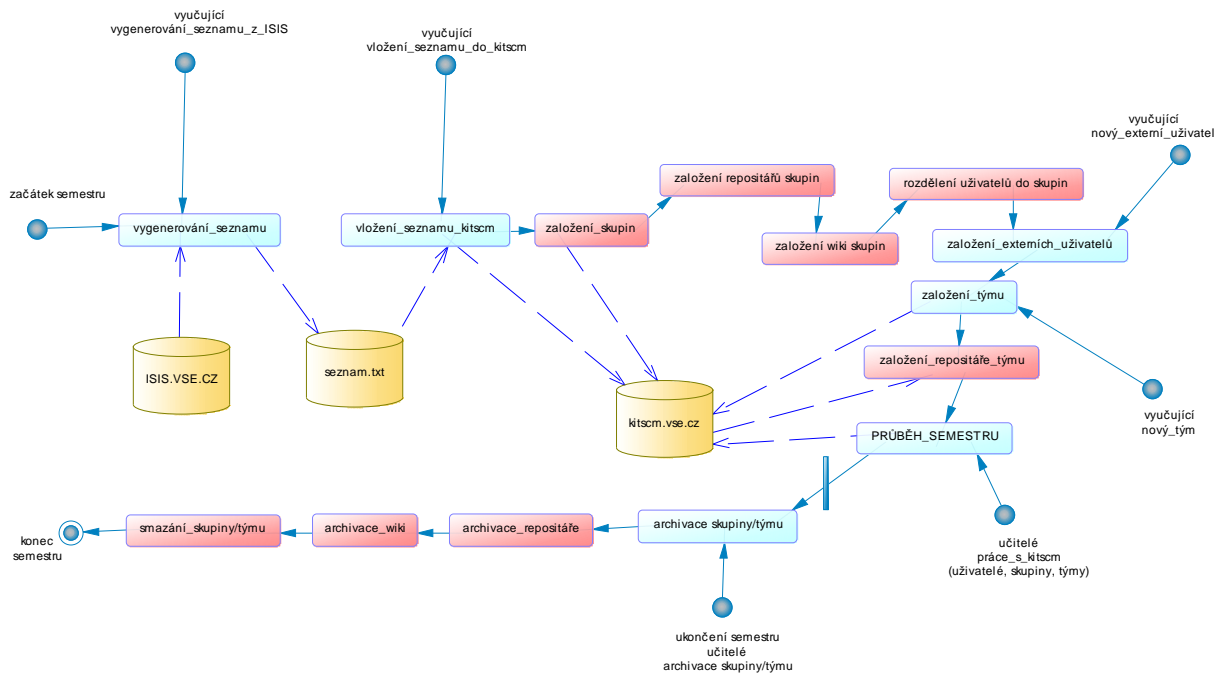 vyučující
vygenerování_seznamu_z_ISIS
vyučující
vložení_seznamu_do_kitscm
vyučující
nový_externí_uživatel
začátek semestru
založení repositářů skupin
rozdělení uživatelů do skupin
vygenerování_seznamu
vložení_seznamu_kitscm
založení_skupin
založení wiki skupin
založení_externích_uživatelů
založení_týmu
ISIS.VSE.CZ
seznam.txt
založení_repositáře_týmu
kitscm.vse.cz
vyučující
nový_tým
PRŮBĚH_SEMESTRU
smazání_skupiny/týmu
archivace_wiki
archivace_repositáře
archivace skupiny/týmu
konec
semestru
učitelé
práce_s_kitscm
(uživatelé, skupiny, týmy)
ukončení semestru
učitelé
archivace skupiny/týmu